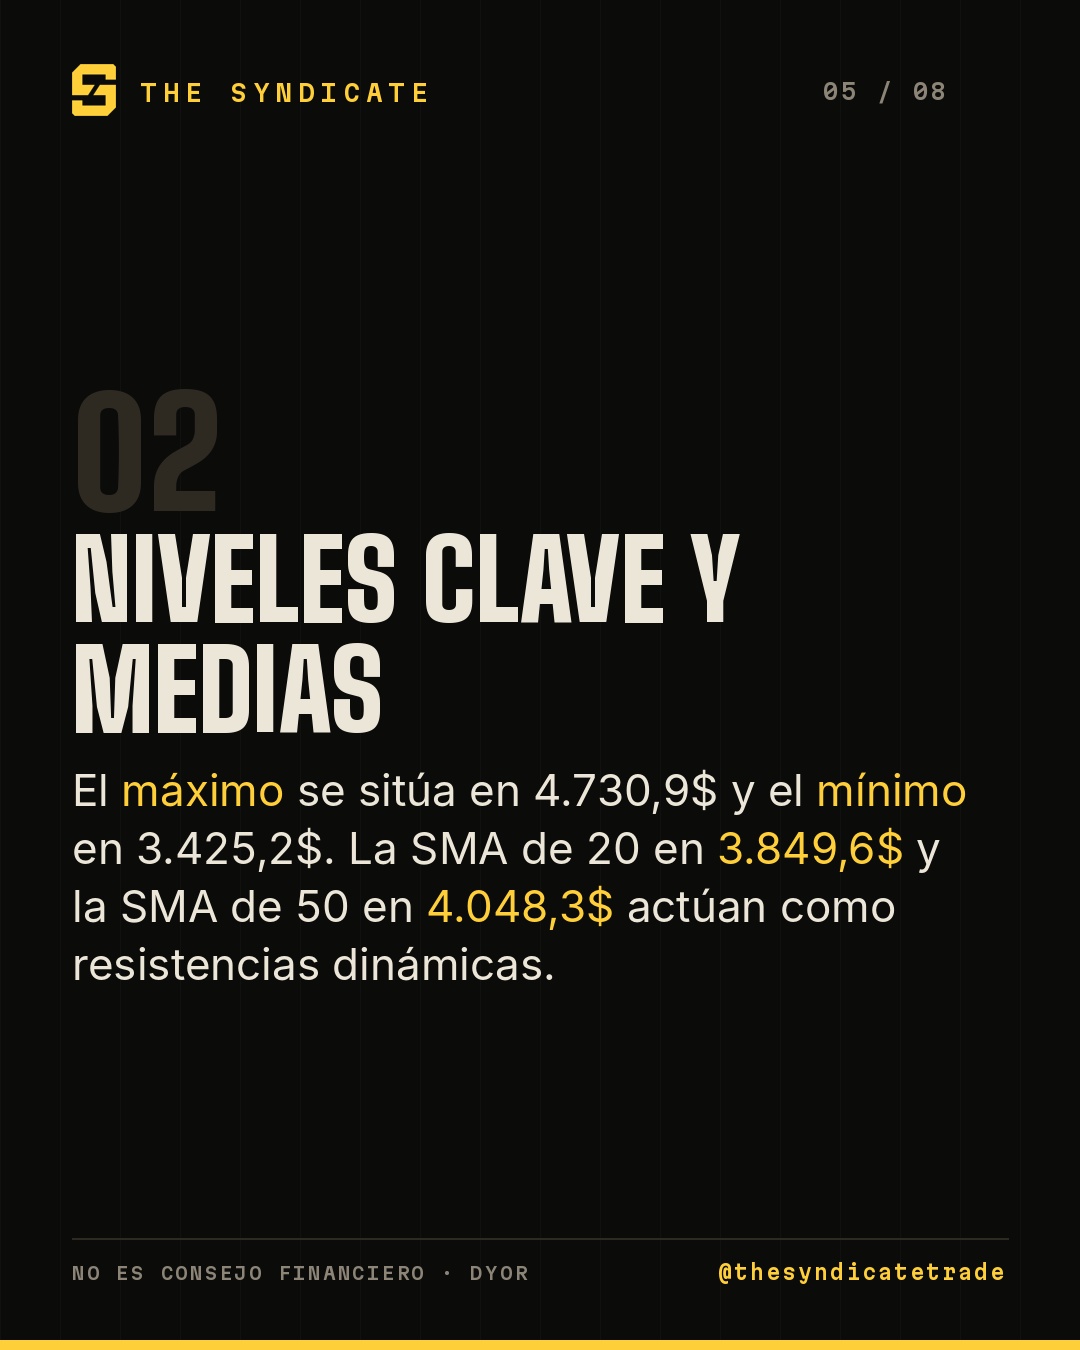 THE SYNDICATE
05 / 08
02
NIVELES CLAVE Y
MEDIAS
El máximo se sitúa en 4.730,9$ y el mínimo
en 3.425,2$. La SMA de 20 en 3.849,6$ y
la SMA de 50 en 4.048,3$ actúan como
resistencias dinámicas.
NO ES CONSEJO FINANCIERO · DYOR
@thesyndicatetrade